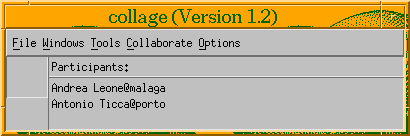 collage (Version 1.2)
File Windows Tools Collaborate Options
Participants:
Andrea Leone@malaga
Antonio Ticca@porto